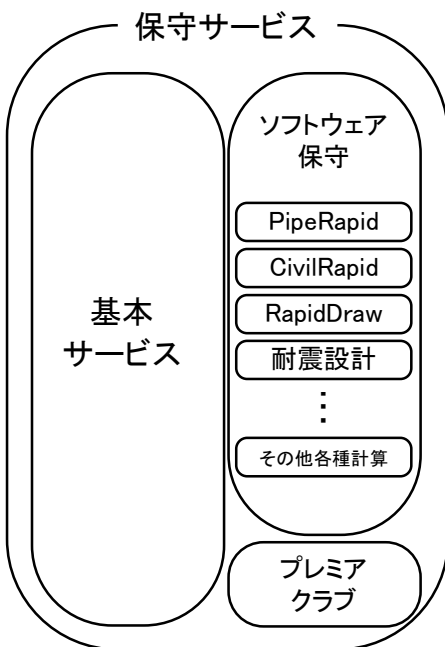 保守サービス
基本
サービス
ソフトウェア
保守
PipeRapid
CivilRapid
RapidDraw
耐震設計
⋮
その他各種計算
プレミア
クラブ